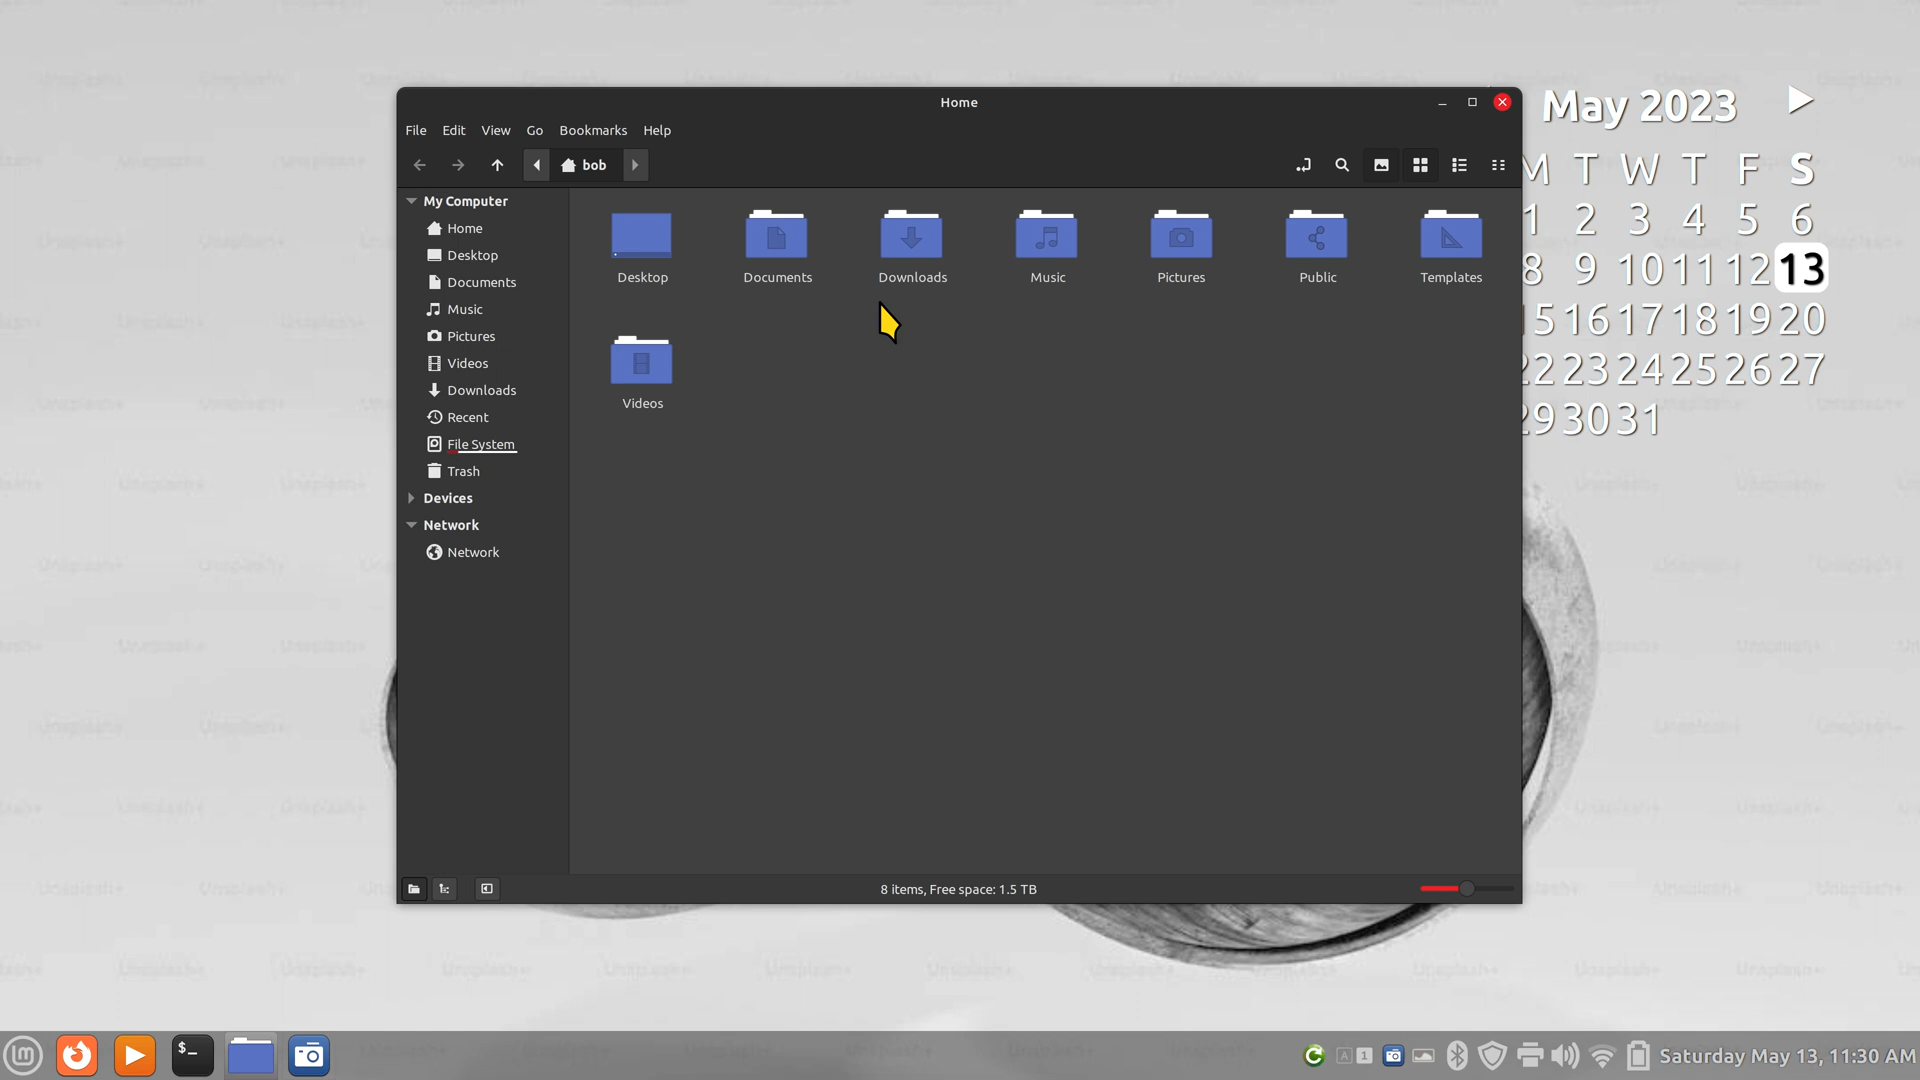 Home
File Edit View Go Bookmarks Help
bob
My Computer
Home
Desktop
Documents
Music
Pictures
Videos
Downloads
Recent
File System
Trash
Devices
Network
Network
Desktop Documents Downloads Music Pictures Public Templates
Videos
8 items, Free space: 1.5 TB
May 2023
M T W T F S
1 2 3 4 5 6
8 9 10 11 12 13
15 16 17 18 19 20
22 23 24 25 26 27
29 30 31
$_
A 1
Saturday May 13, 11:30 AM
Unsplash+